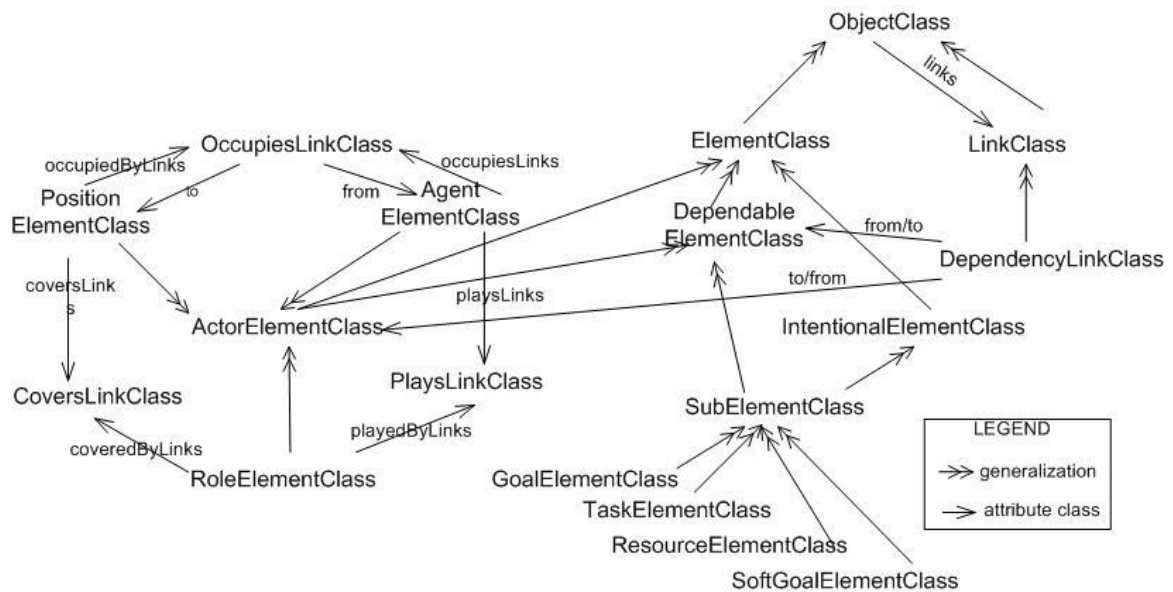 ObjectClass
links
ElementClass
LinkClass
OccupiesLinkClass
occupiedByLinks
occupiesLinks
Position
ElementClass
to
from
Agent
ElementClass
Dependable
ElementClass
from/to
DependencyLinkClass
coversLink
s
playsLinks
to/from
ActorElementClass
IntentionalElementClass
CoversLinkClass
PlaysLinkClass
SubElementClass
coveredByLinks
playedByLinks
RoleElementClass
GoalElementClass
TaskElementClass
ResourceElementClass
SoftGoalElementClass
LEGEND
generalization
attribute class